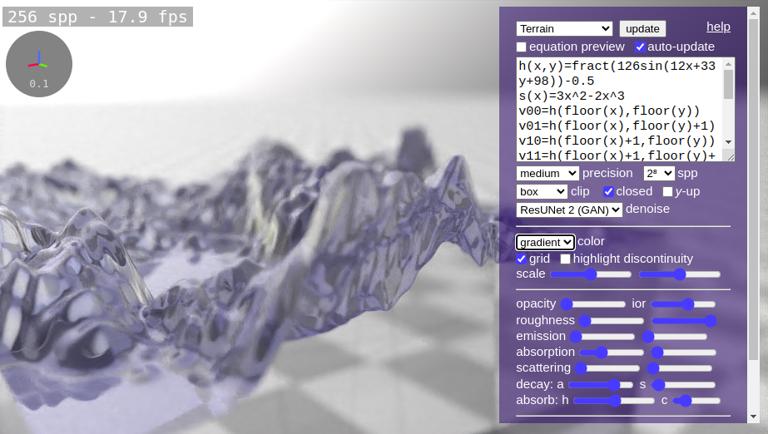 256 spp - 17.9 fps
0.1
Terrain update help
equation preview auto-update
h(x,y)=fract(126sin(12x+33
y+98))-0.5
s(x)=3x^2-2x^3
v00=h(floor(x),floor(y))
v01=h(floor(x),floor(y)+1)
v10=h(floor(x)+1,floor(y))
v11=h(floor(x)+1,floor(y)+
medium precision 2⁸ spp
box clip closed y-up
ResUNet 2 (GAN) denoise
gradient color
grid highlight discontinuity
scale
opacity ior
roughness
emission
absorption
scattering
decay: a s
absorb: h c